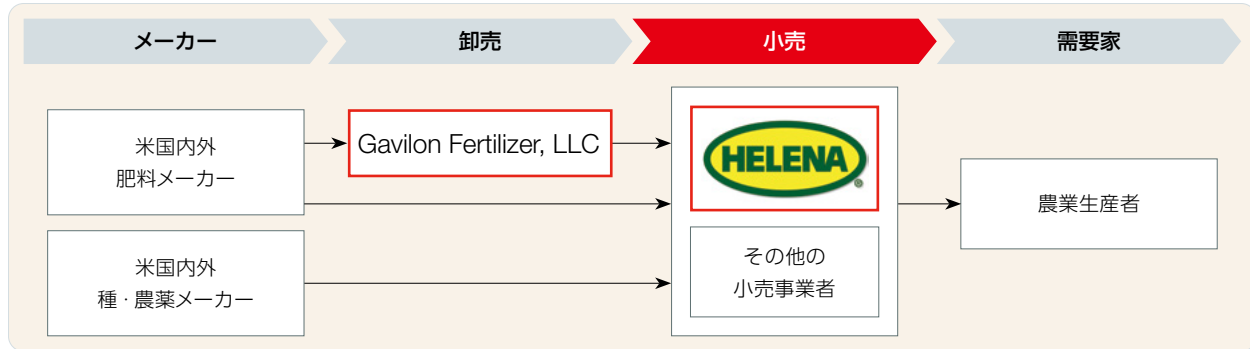 メーカー
卸売
小売
需要家
米国内外
肥料メーカー
Gavilon Fertilizer, LLC
HELENA®
農業生産者
米国内外
種・農薬メーカー
その他の
小売事業者